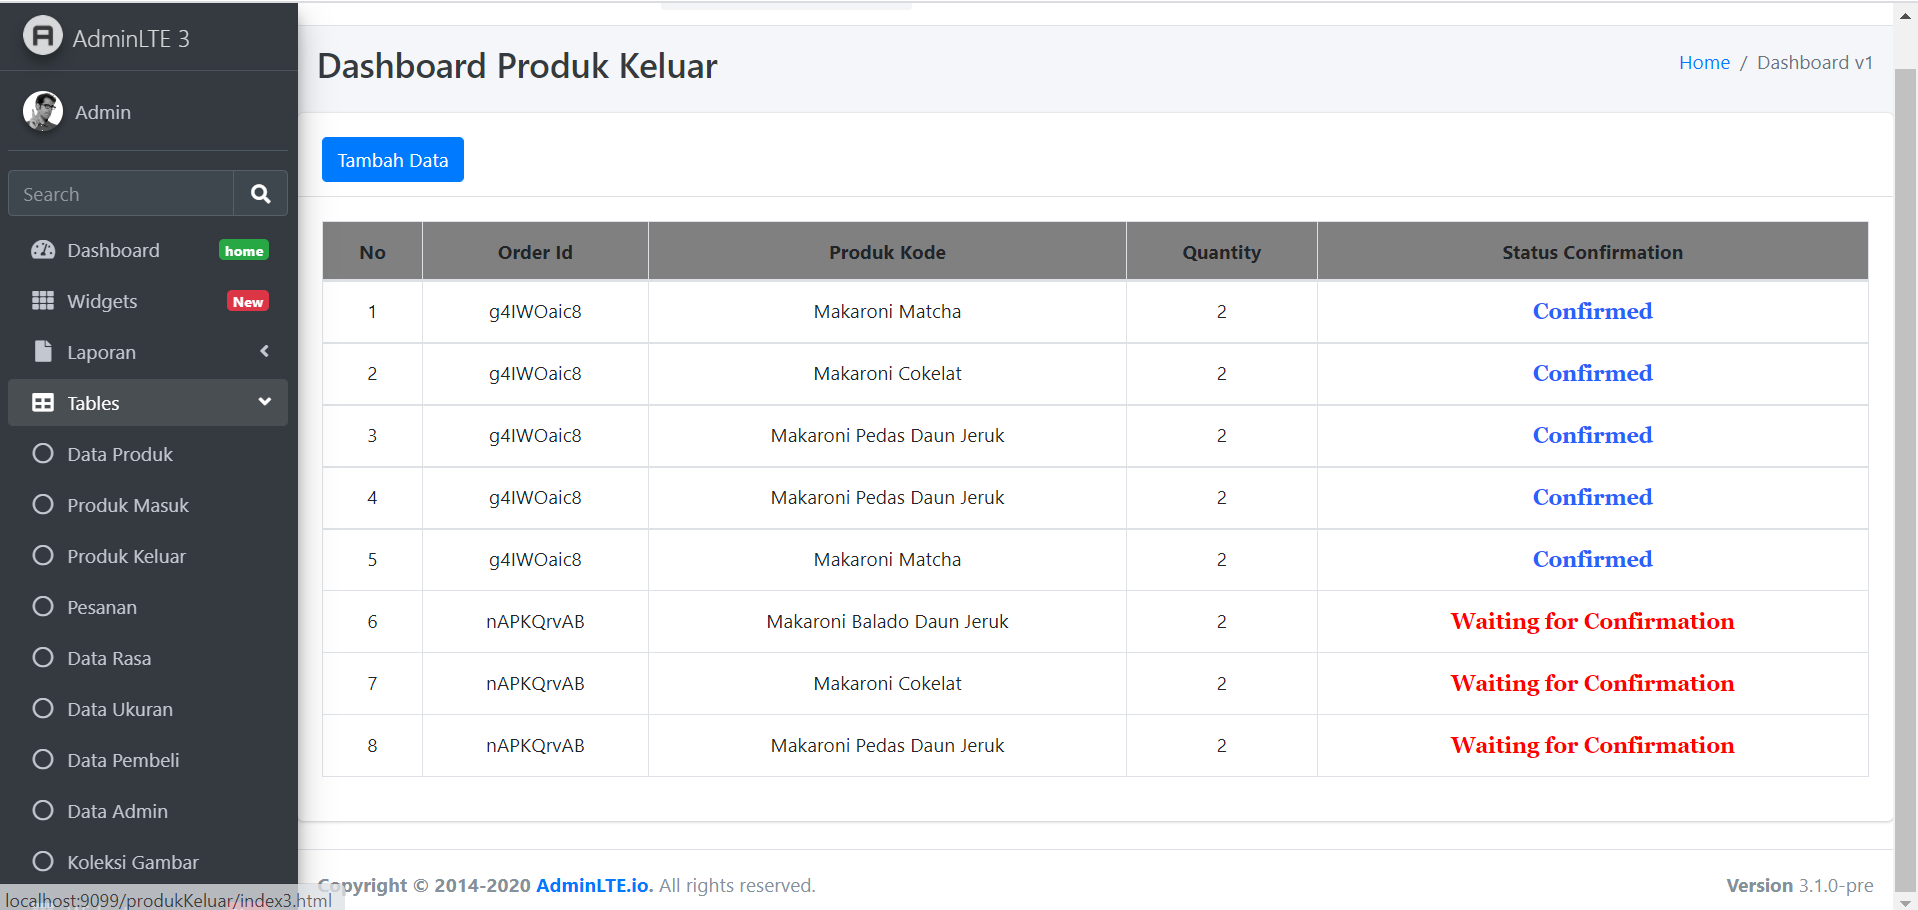 AdminLTE 3
Admin
Search
Dashboard home
Widgets New
Laporan
Tables
Data Produk
Produk Masuk
Produk Keluar
Pesanan
Data Rasa
Data Ukuran
Data Pembeli
Data Admin
Koleksi Gambar
localhost:9099/produkKeluar/index3.html
Dashboard Produk Keluar
Home / Dashboard v1
Tambah Data
No Order Id Produk Kode Quantity Status Confirmation
1 g4IWOaic8 Makaroni Matcha 2 Confirmed
2 g4IWOaic8 Makaroni Cokelat 2 Confirmed
3 g4IWOaic8 Makaroni Pedas Daun Jeruk 2 Confirmed
4 g4IWOaic8 Makaroni Pedas Daun Jeruk 2 Confirmed
5 g4IWOaic8 Makaroni Matcha 2 Confirmed
6 nAPKQrvAB Makaroni Balado Daun Jeruk 2 Waiting for Confirmation
7 nAPKQrvAB Makaroni Cokelat 2 Waiting for Confirmation
8 nAPKQrvAB Makaroni Pedas Daun Jeruk 2 Waiting for Confirmation
Copyright © 2014-2020 AdminLTE.io. All rights reserved.
Version 3.1.0-pre